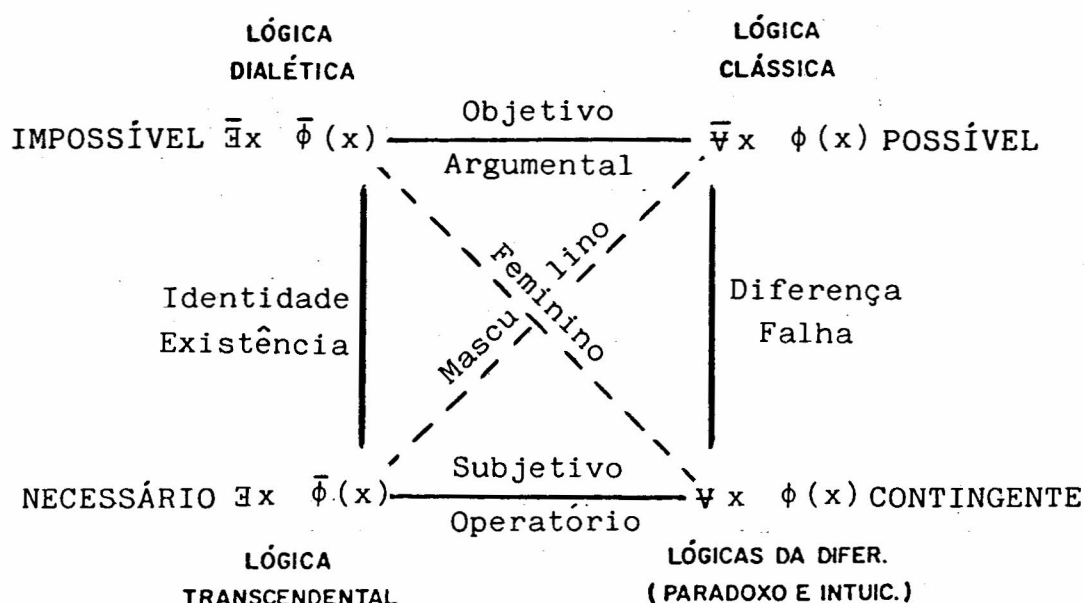 LÓGICA
DIALÉTICA
LÓGICA
CLÁSSICA
IMPOSSÍVEL ∃̄x ϕ̄(x)
Objetivo
Argumental
∀̄x ϕ(x) POSSÍVEL
Identidade
Existência
Masculino
Feminino
Diferença
Falha
NECESSÁRIO ∃x ϕ̄(x)
Subjetivo
Operatório
∀x ϕ(x) CONTINGENTE
LÓGICA
TRANSCENDENTAL
LÓGICAS DA DIFER.
(PARADOXO E INTUIC.)